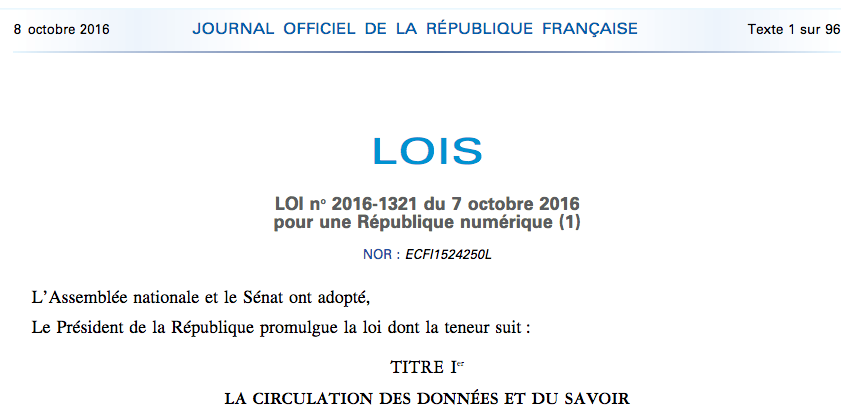 8 octobre 2016 JOURNAL OFFICIEL DE LA RÉPUBLIQUE FRANÇAISE Texte 1 sur 96
LOIS
LOI nº 2016-1321 du 7 octobre 2016
pour une République numérique (1)
NOR : ECFI1524250L
L’Assemblée nationale et le Sénat ont adopté,
Le Président de la République promulgue la loi dont la teneur suit :
TITRE Ier
LA CIRCULATION DES DONNÉES ET DU SAVOIR